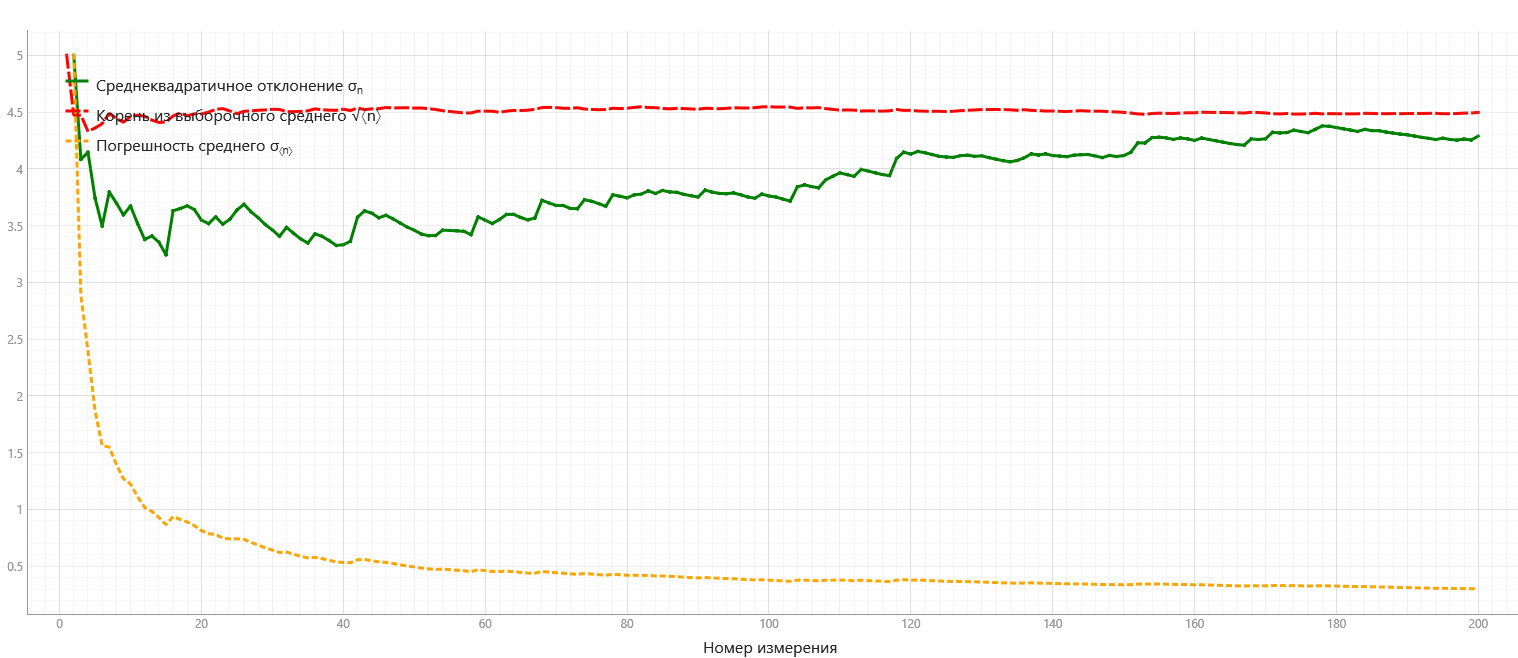 5
4.5
4
3.5
3
2.5
2
1.5
1
0.5
Среднеквадратичное отклонение σn
Корень из выборочного среднего √⟨n⟩
Погрешность среднего σ⟨n⟩
0 20 40 60 80 100 120 140 160 180 200
Номер измерения